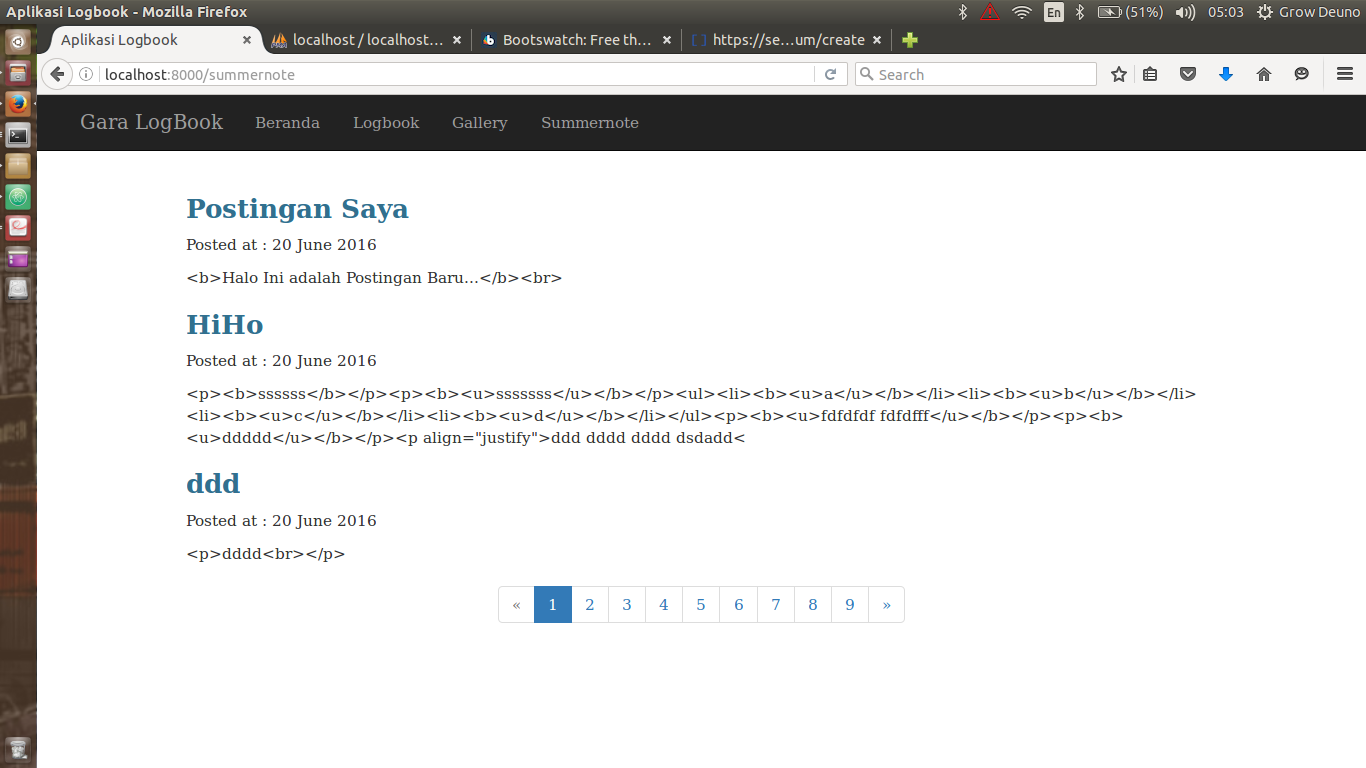 Aplikasi Logbook - Mozilla Firefox
En
(51%)
05:03
Grow Deuno
Aplikasi Logbook
localhost / localhost...
Bootswatch: Free th...
https://se...um/create
localhost:8000/summernote
Search
Gara LogBook
Beranda
Logbook
Gallery
Summernote
Postingan Saya
Posted at : 20 June 2016
<b>Halo Ini adalah Postingan Baru...</b><br>
HiHo
Posted at : 20 June 2016
<p><b>ssssss</b></p><p><b><u>sssssss</u></b></p><ul><li><b><u>a</u></b></li><li><b><u>b</u></b></li>
<li><b><u>c</u></b></li><li><b><u>d</u></b></li></ul><p><b><u>fdfdfdf fdfdfff</u></b></p><p><b>
<u>ddddd</u></b></p><p align="justify">ddd dddd dddd dsdadd<
ddd
Posted at : 20 June 2016
<p>dddd<br></p>
« 1 2 3 4 5 6 7 8 9 »